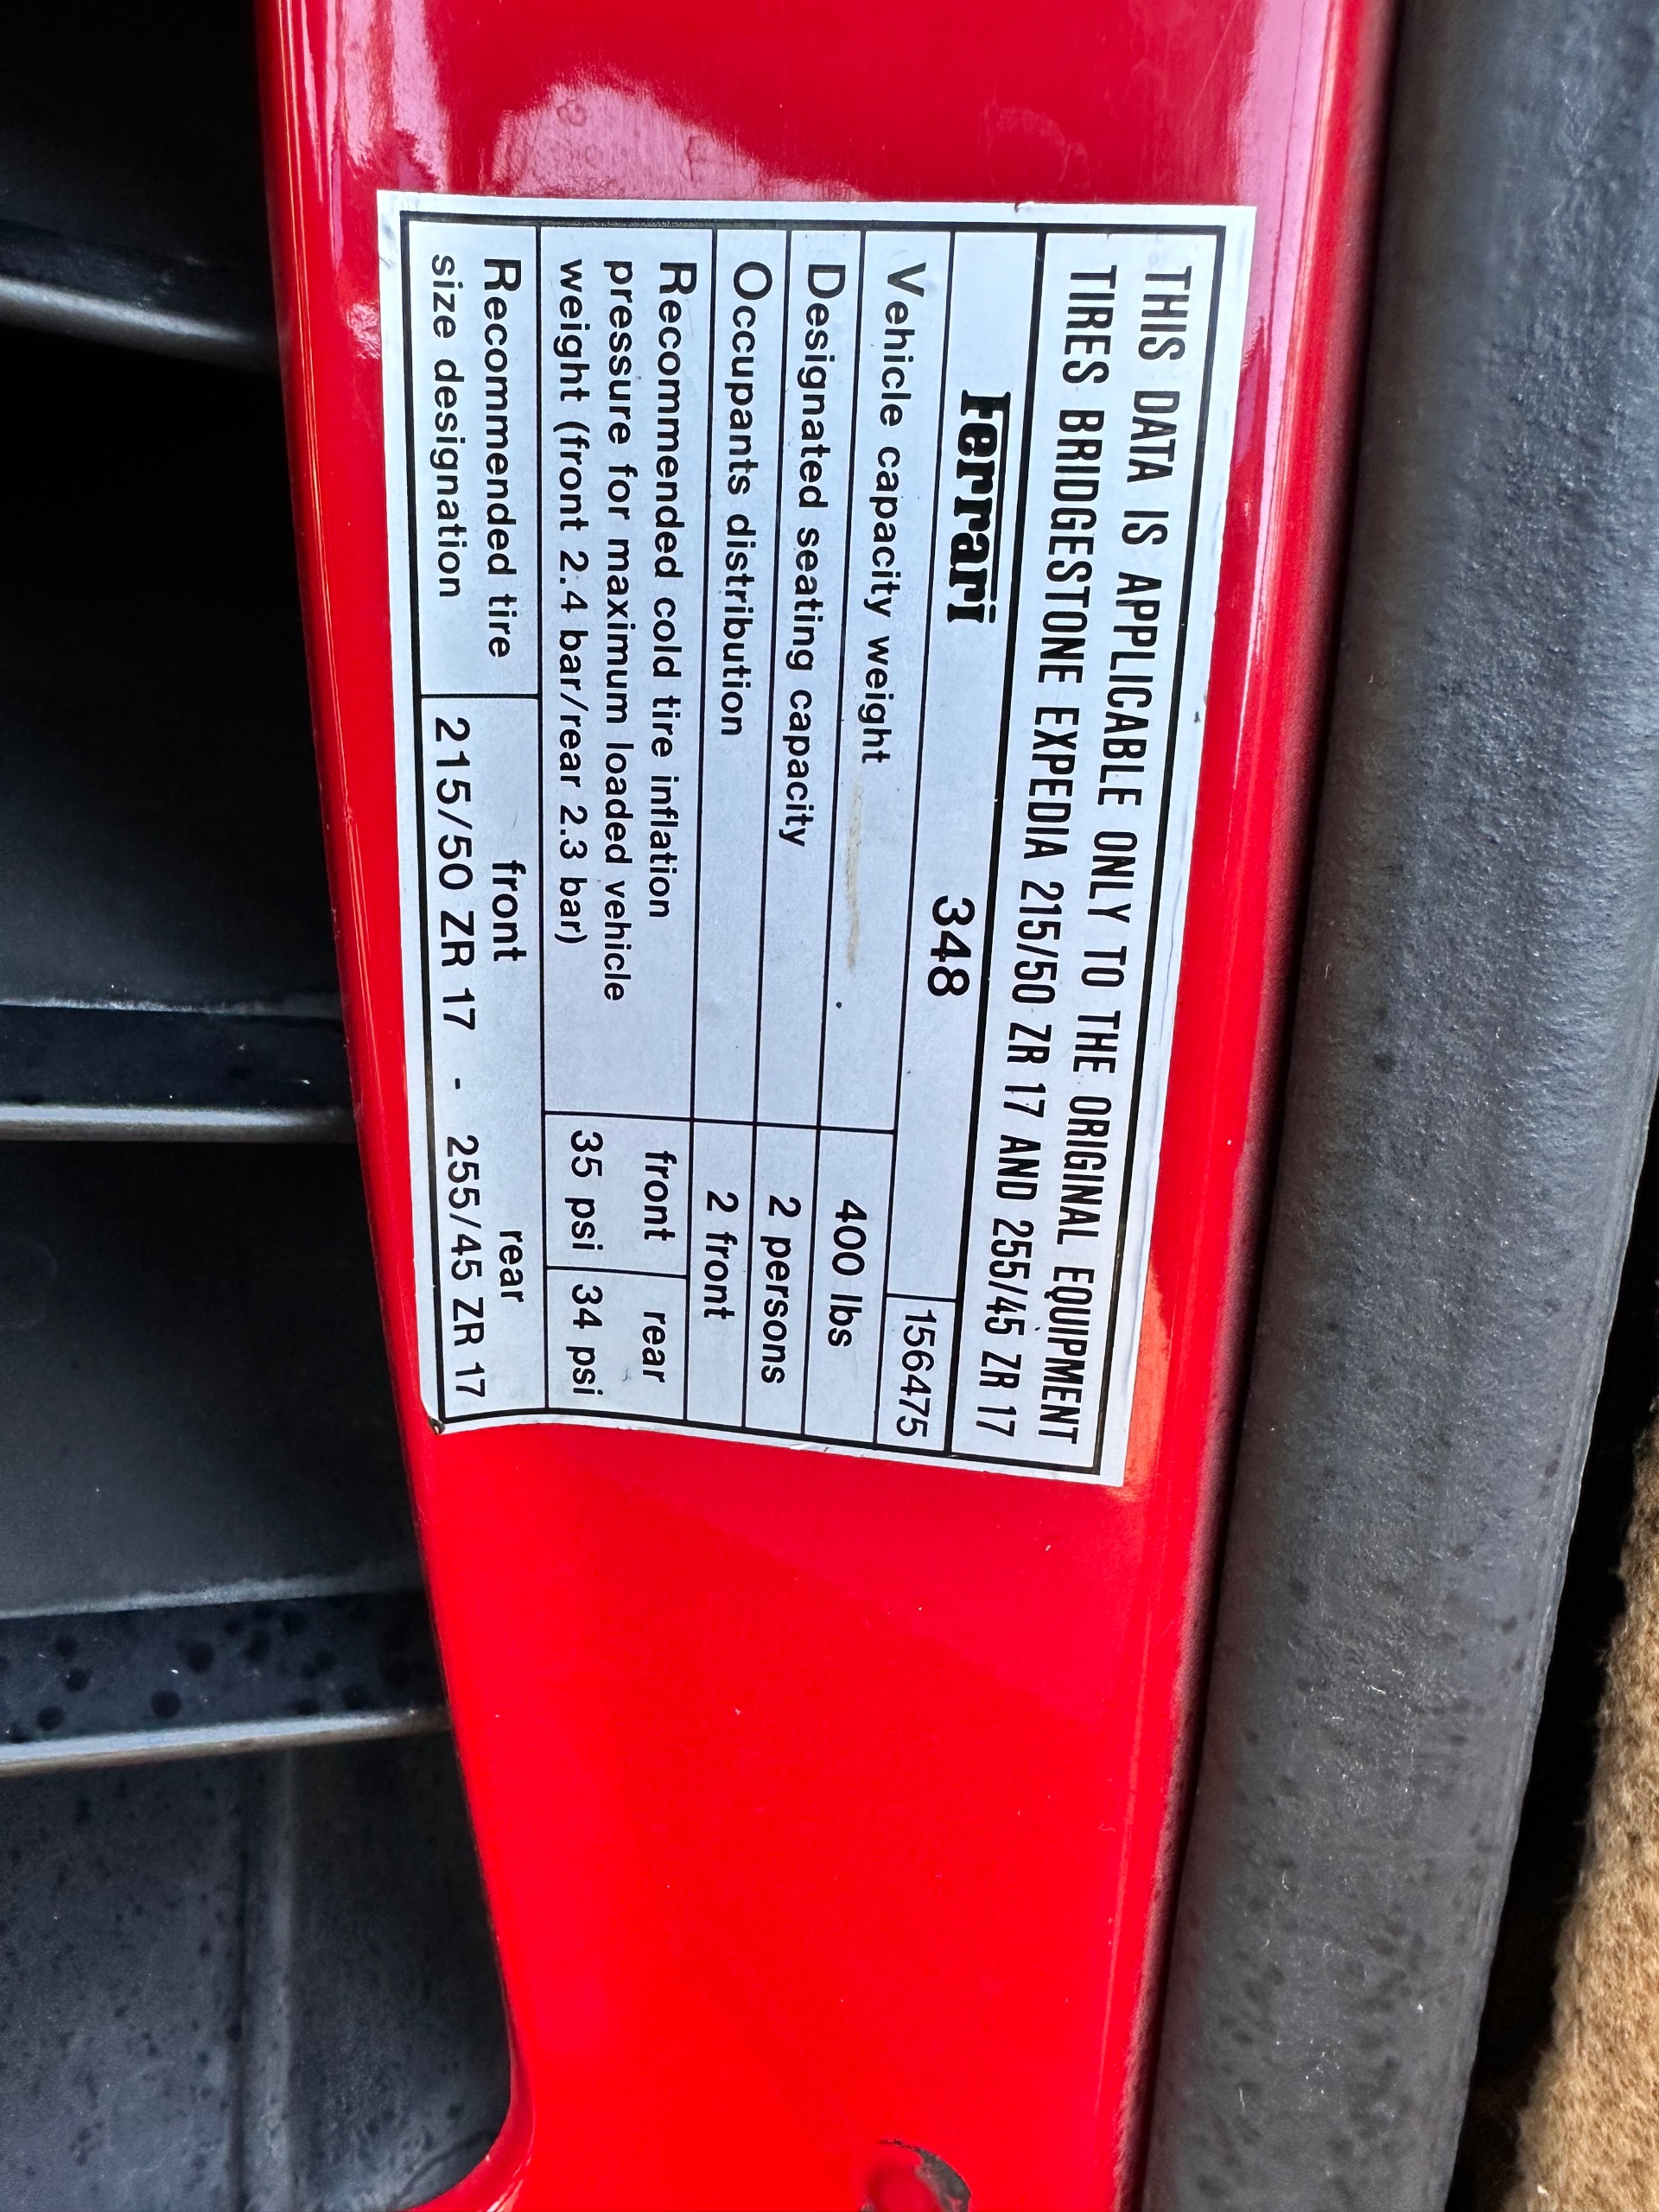 THIS DATA IS APPLICABLE ONLY TO THE ORIGINAL EQUIPMENT
TIRES BRIDGESTONE EXPEDIA 215/50 ZR 17 AND 255/45 ZR 17
Ferrari 348
156475
Vehicle capacity weight 400 lbs
Designated seating capacity 2 persons
Occupants distribution 2 front
Recommended cold tire inflation front rear
pressure for maximum loaded vehicle
weight (front 2.4 bar/rear 2.3 bar) 35 psi 34 psi
Recommended tire front rear
size designation 215/50 ZR 17 - 255/45 ZR 17